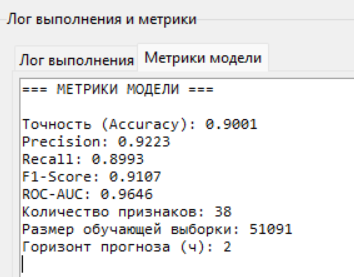 Лог выполнения и метрики
Лог выполнения Метрики модели
=== МЕТРИКИ МОДЕЛИ ===
Точность (Accuracy): 0.9001
Precision: 0.9223
Recall: 0.8993
F1-Score: 0.9107
ROC-AUC: 0.9646
Количество признаков: 38
Размер обучающей выборки: 51091
Горизонт прогноза (ч): 2